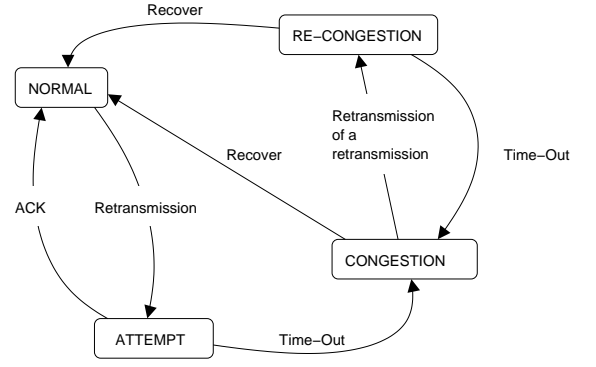 Recover
RE−CONGESTION
NORMAL
Retransmission
of a
retransmission
Recover
Time−Out
ACK
Retransmission
CONGESTION
ATTEMPT
Time−Out